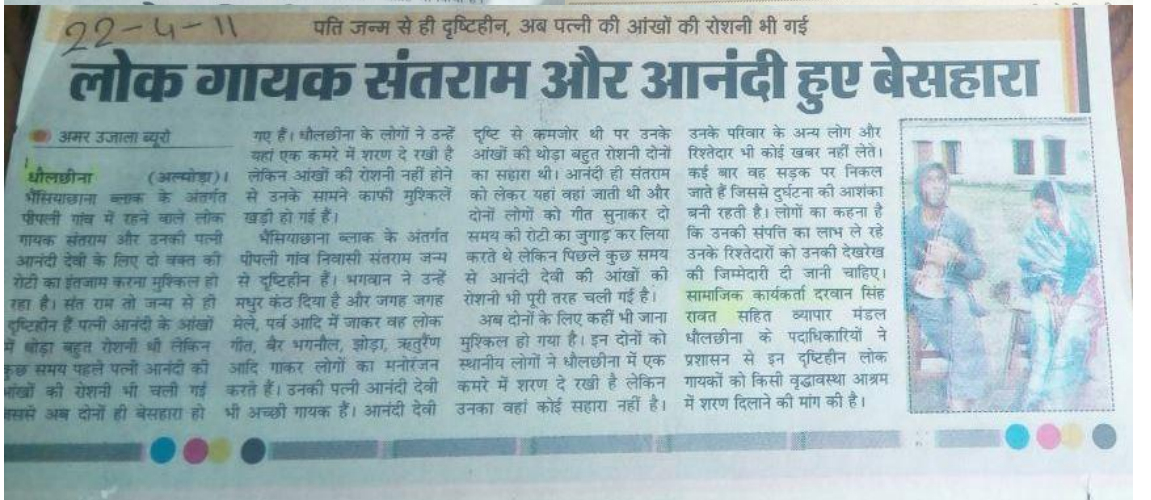 22-4-11
पति जन्म से ही दृष्टिहीन, अब पत्नी की आंखों की रोशनी भी गई
लोक गायक संतराम और आनंदी हुए बेसहारा
अमर उजाला ब्यूरो
धौलछीना (अल्मोड़ा)।
भैंसियाछाना ब्लाक के अंतर्गत
पीपली गांव में रहने वाले लोक
गायक संतराम और उनकी पत्नी
आनंदी देवी के लिए दो वक्त की
रोटी का इंतजाम करना मुश्किल हो
रहा है। संत राम तो जन्म से ही
दृष्टिहीन हैं पत्नी आनंदी के आंखों
में थोड़ा बहुत रोशनी थी लेकिन
कुछ समय पहले पत्नी आनंदी की
आंखों की रोशनी भी चली गई
जिससे अब दोनों ही बेसहारा हो
गए हैं। धौलछीना के लोगों ने उन्हें
यहां एक कमरे में शरण दे रखी है
लेकिन आंखों की रोशनी नहीं होने
से उनके सामने काफी मुश्किलें
खड़ी हो गई हैं।
भैंसियाछाना ब्लाक के अंतर्गत
पीपली गांव निवासी संतराम जन्म
से दृष्टिहीन हैं। भगवान ने उन्हें
मधुर कंठ दिया है और जगह जगह
मेले, पर्व आदि में जाकर वह लोक
गीत, बैर भगनौल, झोड़ा, ऋतुरैंण
आदि गाकर लोगों का मनोरंजन
करते हैं। उनकी पत्नी आनंदी देवी
भी अच्छी गायक हैं। आनंदी देवी
दृष्टि से कमजोर थी पर उनके
आंखों की थोड़ा बहुत रोशनी दोनों
का सहारा थी। आनंदी ही संतराम
को लेकर यहां वहां जाती थी और
दोनों लोगों को गीत सुनाकर दो
समय की रोटी का जुगाड़ कर लिया
करते थे लेकिन पिछले कुछ समय
से आनंदी देवी की आंखों की
रोशनी भी पूरी तरह चली गई है।
अब दोनों के लिए कहीं भी जाना
मुश्किल हो गया है। इन दोनों को
स्थानीय लोगों ने धौलछीना में एक
कमरे में शरण दे रखी है लेकिन
उनका वहां कोई सहारा नहीं है।
उनके परिवार के अन्य लोग और
रिश्तेदार भी कोई खबर नहीं लेते।
कई बार वह सड़क पर निकल
जाते हैं जिससे दुर्घटना की आशंका
बनी रहती है। लोगों का कहना है
कि उनकी संपत्ति का लाभ ले रहे
उनके रिश्तेदारों को उनकी देखरेख
की जिम्मेदारी दी जानी चाहिए।
सामाजिक कार्यकर्ता दरवान सिंह
रावत सहित व्यापार मंडल
धौलछीना के पदाधिकारियों ने
प्रशासन से इन दृष्टिहीन लोक
गायकों को किसी वृद्धावस्था आश्रम
में शरण दिलाने की मांग की है।